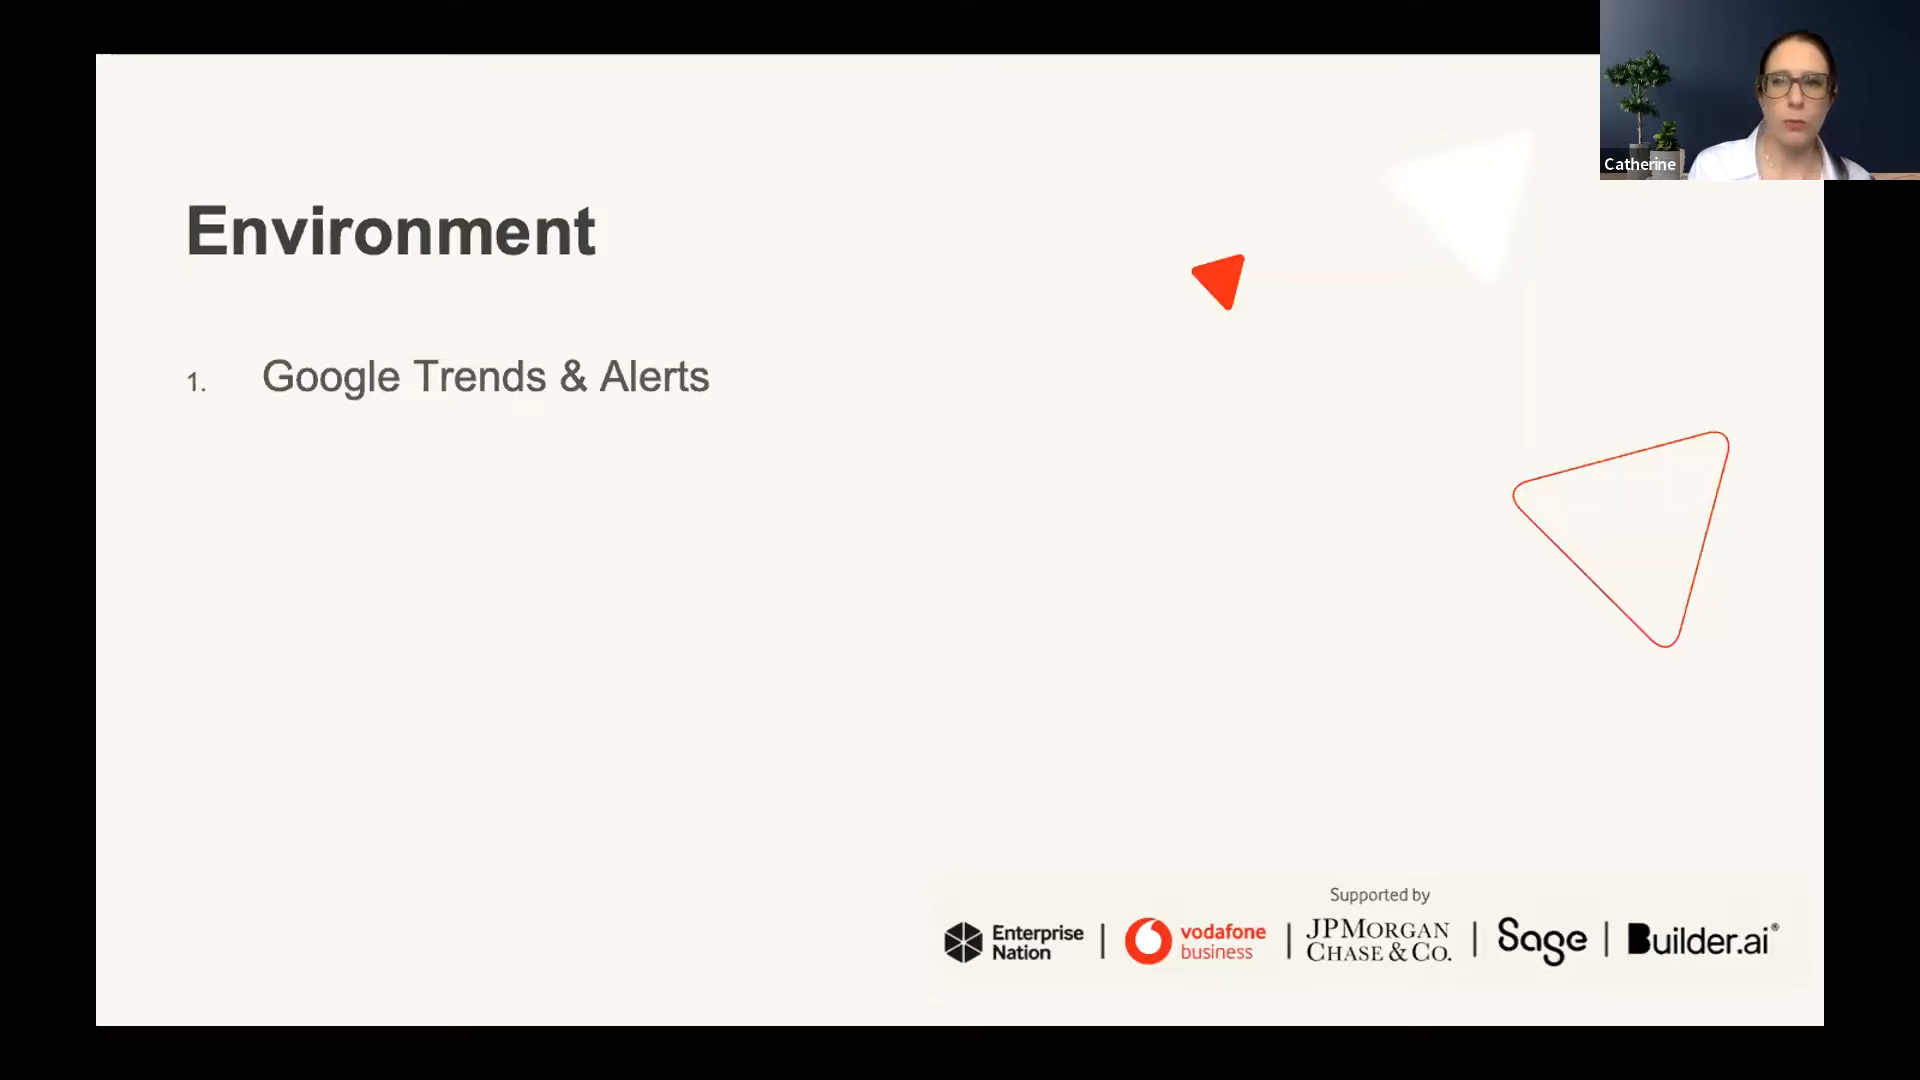 Catherine
Environment
1. Google Trends & Alerts
Supported by
Enterprise
Nation
vodafone
business
JPMORGAN
CHASE & CO.
Sage
Builder.ai®